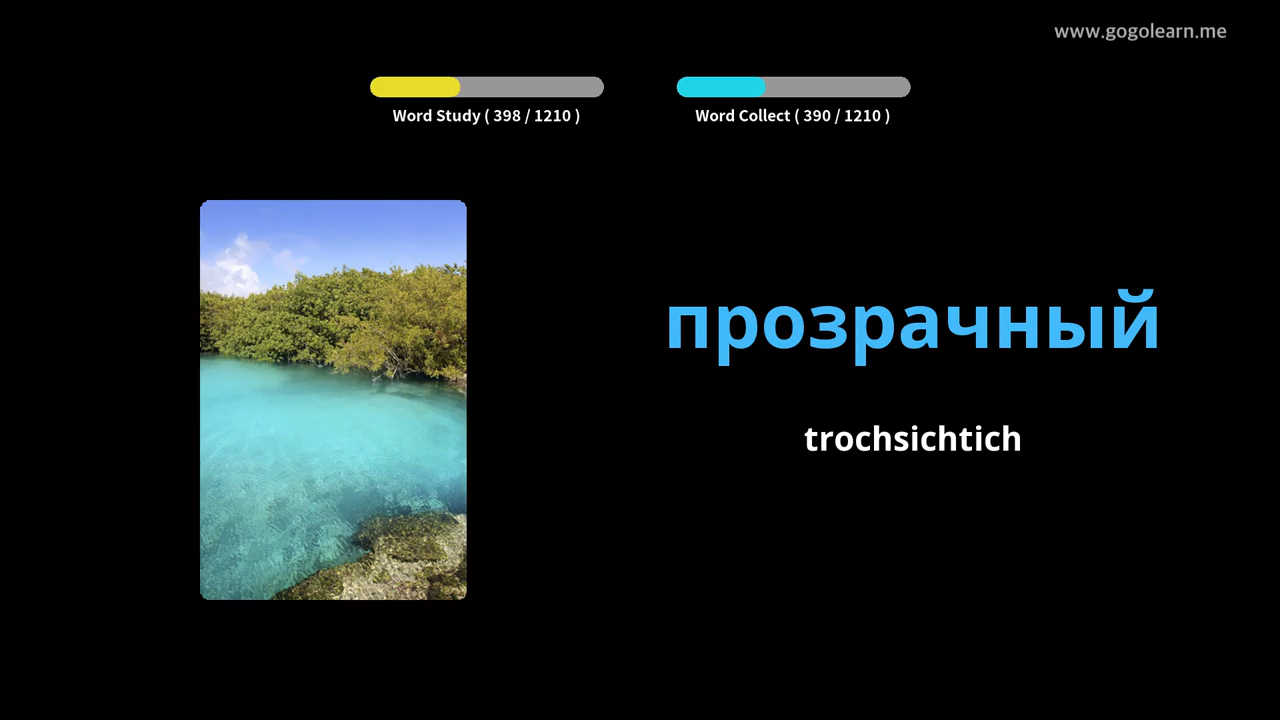 www.gogolearn.me
Word Study ( 398 / 1210 )
Word Collect ( 390 / 1210 )
прозрачный
trochsichtich